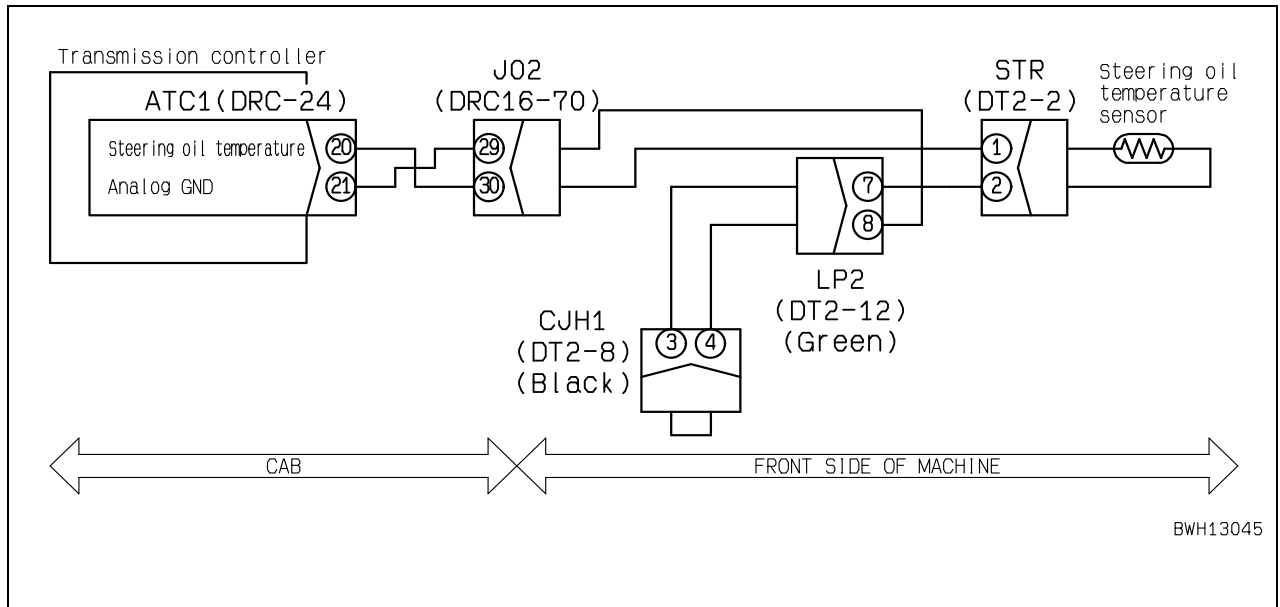 Transmission controller
ATC1(DRC-24)
Steering oil temperature
20
Analog GND
21
J02
(DRC16-70)
29
30
STR
(DT2-2)
1
2
Steering oil
temperature
sensor
7
8
LP2
(DT2-12)
(Green)
CJH1
(DT2-8)
(Black)
3 4
CAB
FRONT SIDE OF MACHINE
BWH13045